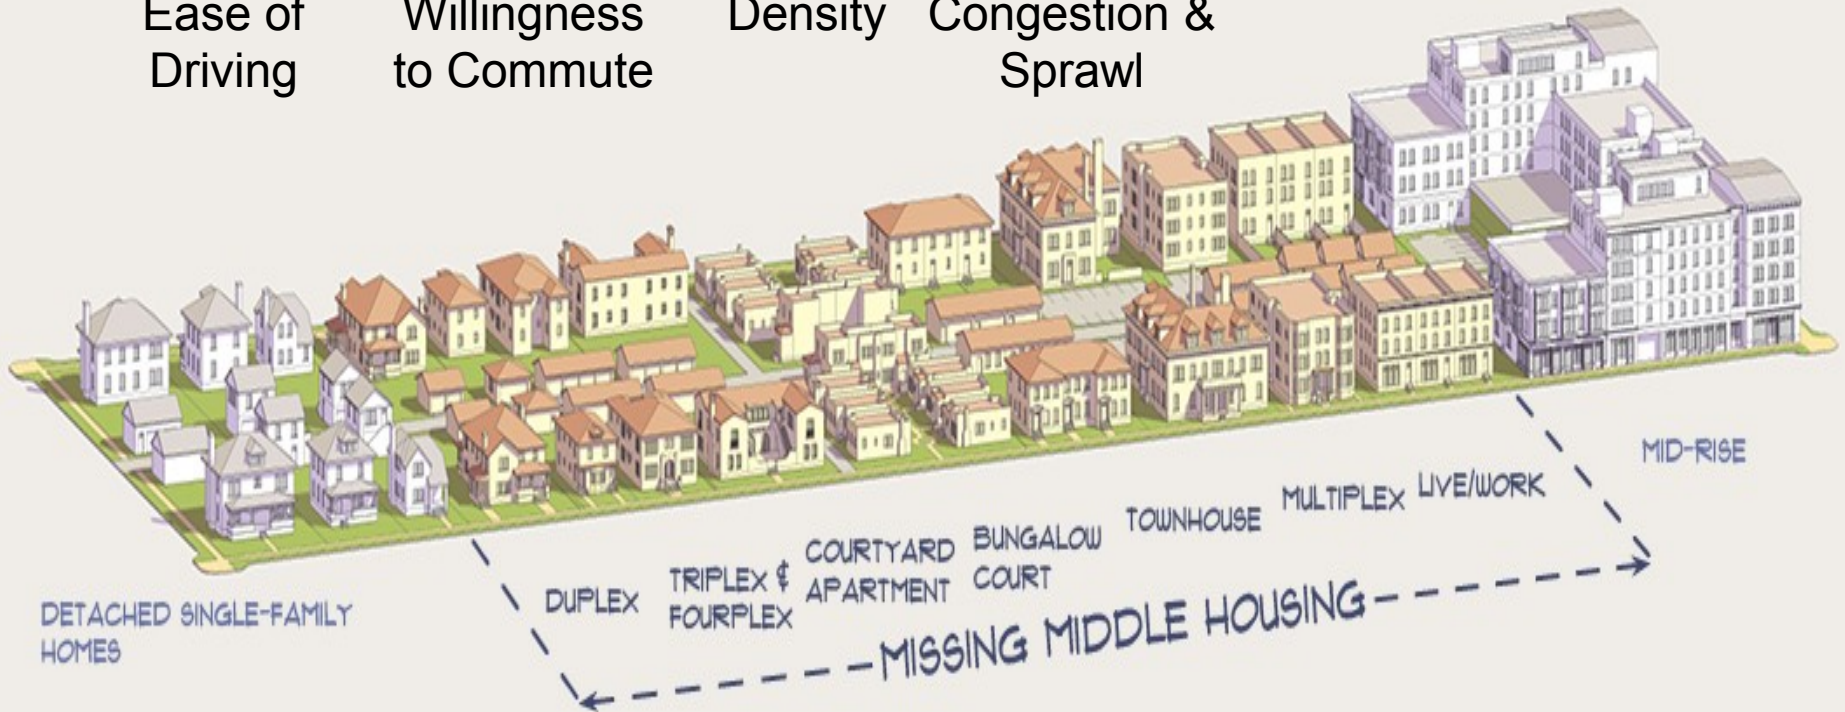 Ease of Willingness Density Congestion &
Driving to Commute Sprawl
MID-RISE
DETACHED SINGLE-FAMILY
HOMES
DUPLEX
TRIPLEX &
FOURPLEX
COURTYARD
APARTMENT
BUNGALOW
COURT
TOWNHOUSE
MULTIPLEX
LIVE/WORK
MISSING MIDDLE HOUSING